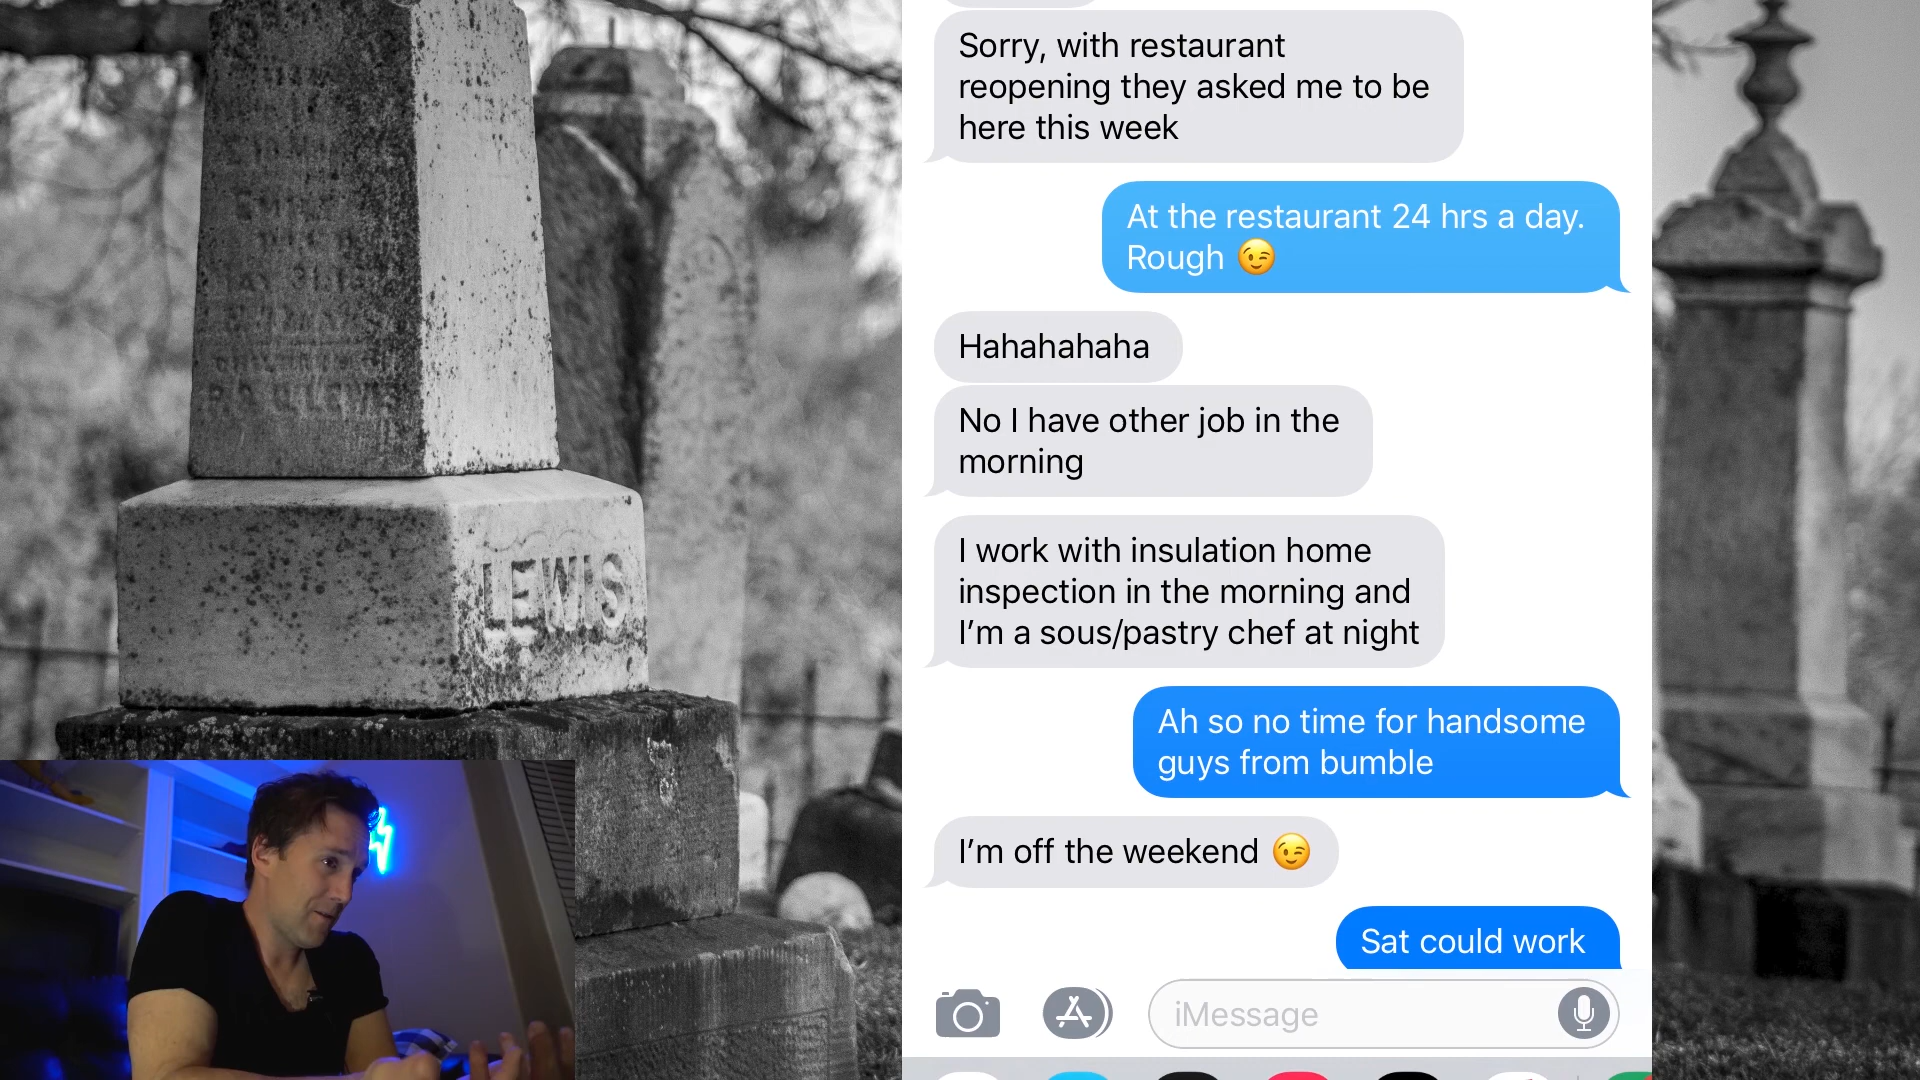 Sorry, with restaurant
reopening they asked me to be
here this week
At the restaurant 24 hrs a day.
Rough 😉
Hahahahaha
No I have other job in the
morning
I work with insulation home
inspection in the morning and
I'm a sous/pastry chef at night
Ah so no time for handsome
guys from bumble
I'm off the weekend 😉
Sat could work
iMessage
LEWIS